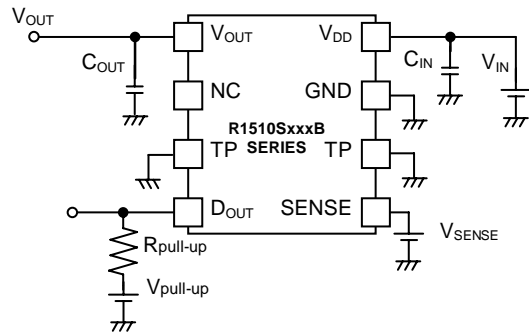 VOUT
COUT
VOUT
VDD
CIN
VIN
NC
GND
R1510SxxxB
SERIES
TP
TP
DOUT
SENSE
Rpull-up
Vpull-up
VSENSE